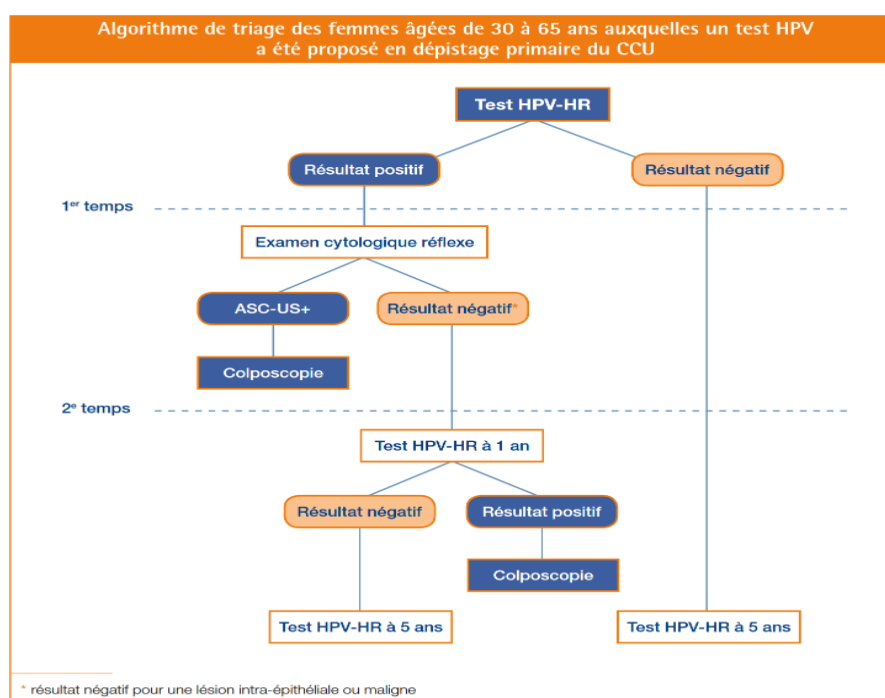 Algorithme de triage des femmes âgées de 30 à 65 ans auxquelles un test HPV
a été proposé en dépistage primaire du CCU
Test HPV-HR
Résultat positif
Résultat négatif
1er temps
Examen cytologique réflexe
ASC-US+
Résultat négatif*
Colposcopie
2e temps
Test HPV-HR à 1 an
Résultat négatif
Résultat positif
Colposcopie
Test HPV-HR à 5 ans
Test HPV-HR à 5 ans
* résultat négatif pour une lésion intra-épithéliale ou maligne